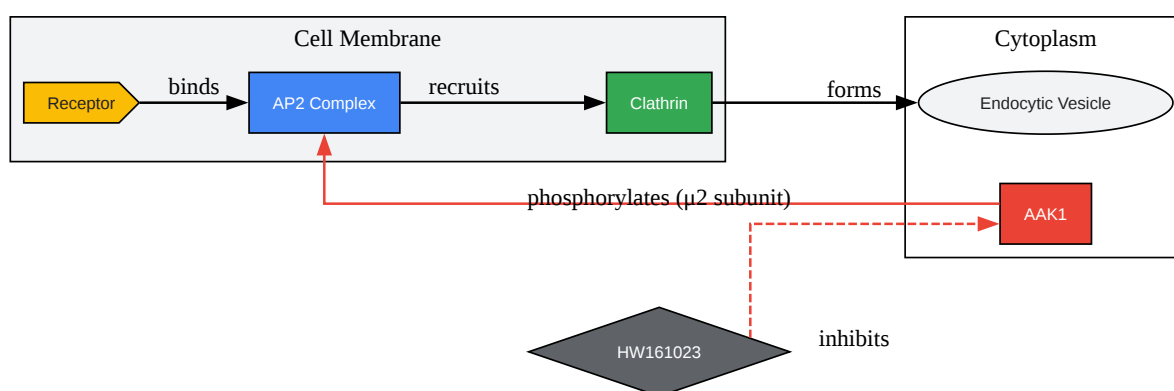 Cell Membrane
Cytoplasm
binds
recruits
forms
Receptor
AP2 Complex
Clathrin
Endocytic Vesicle
phosphorylates (μ2 subunit)
AAK1
inhibits
HW161023